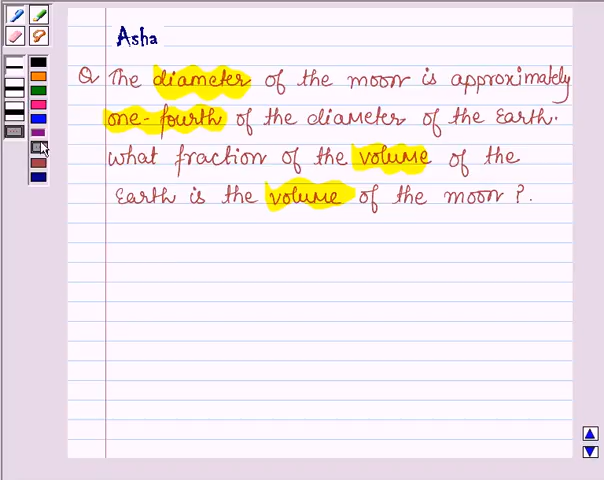 Asha
Q The diameter of the moon is approximately
one-fourth of the diameter of the Earth.
What fraction of the volume of the
Earth is the volume of the moon ?.